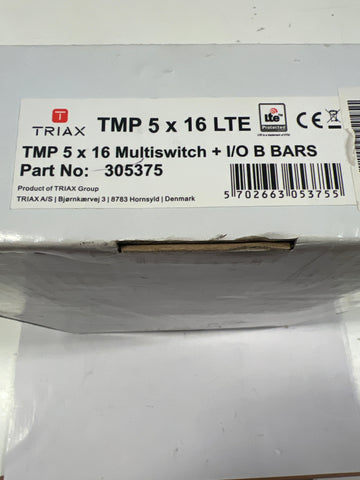 TRIAX
TMP 5 x 16 LTE
Lte
Protected
CE
TMP 5 x 16 Multiswitch + I/O B BARS
Part No: 305375
Product of TRIAX Group
TRIAX A/S | Bjørnkærvej 3 | 8783 Hornsyld | Denmark
5 702663 053755